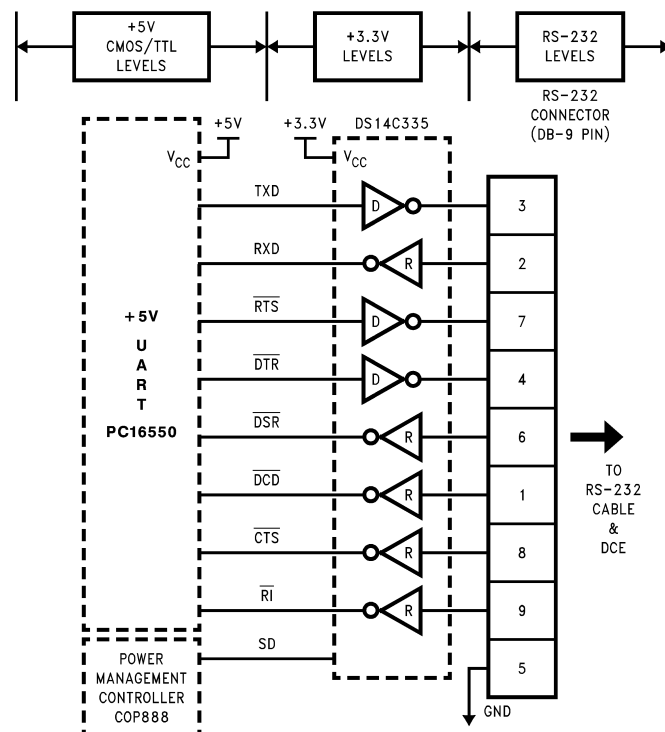 +5V
CMOS/TTL
LEVELS
+3.3V
LEVELS
RS-232
LEVELS
RS-232
CONNECTOR
(DB-9 PIN)
+5V
+3.3V
DS14C335
VCC
VCC
TXD
D
3
RXD
R
2
+5V
U
A
R
T
PC16550
RTS
D
7
DTR
D
4
DSR
R
6
DCD
R
1
CTS
R
8
RI
R
9
TO
RS-232
CABLE
&
DCE
SD
5
POWER
MANAGEMENT
CONTROLLER
COP888
GND